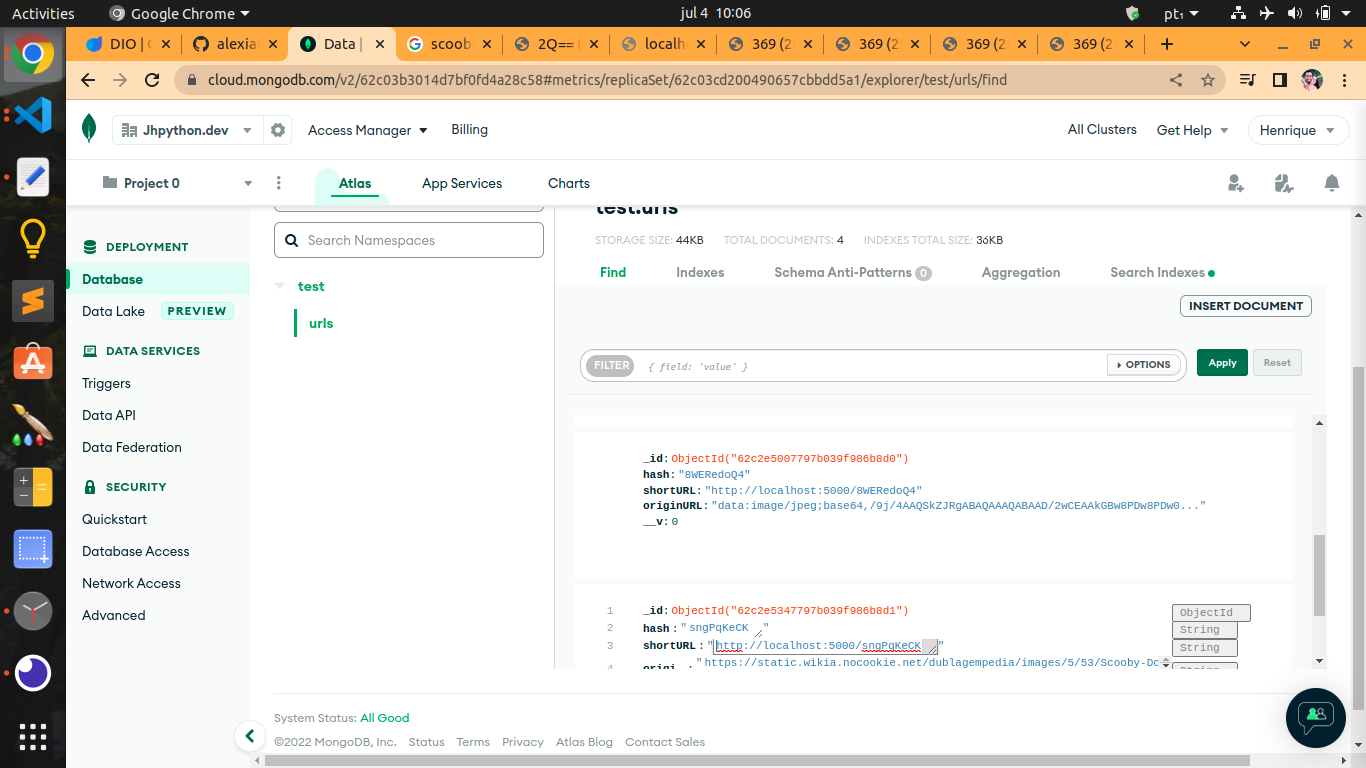 Activities
Google Chrome
jul 4 10:06
pt₁
DIO | C
alexiac
Data |
scooby
2Q== (
localho
369 (2
369 (2
369 (2
369 (2
cloud.mongodb.com/v2/62c03b3014d7bf0fd4a28c58#metrics/replicaSet/62c03cd200490657cbbdd5a1/explorer/test/urls/find
Jhpython.dev
Access Manager
Billing
All Clusters
Get Help
Henrique
Project 0
Atlas
App Services
Charts
DEPLOYMENT
Database
Data Lake PREVIEW
DATA SERVICES
Triggers
Data API
Data Federation
SECURITY
Quickstart
Database Access
Network Access
Advanced
Search Namespaces
test
urls
test.urls
STORAGE SIZE: 44KB TOTAL DOCUMENTS: 4 INDEXES TOTAL SIZE: 36KB
Find Indexes Schema Anti-Patterns 0 Aggregation Search Indexes
INSERT DOCUMENT
FILTER { field: 'value' } OPTIONS Apply Reset
_id: ObjectId("62c2e5007797b039f986b8d0")
hash: "8WERedoQ4"
shortURL: "http://localhost:5000/8WERedoQ4"
originURL: "data:image/jpeg;base64,/9j/4AAQSkZJRgABAQAAAQABAAD/2wCEAAkGBw8PDw8PDw0..."
__v: 0
1 _id: ObjectId("62c2e5347797b039f986b8d1") ObjectId
2 hash: "sngPqKeCK" String
3 shortURL: "http://localhost:5000/sngPqKeCK" String
4 origi… : "https://static.wikia.nocookie.net/dublagempedia/images/5/53/Scooby-Do String
System Status: All Good
©2022 MongoDB, Inc. Status Terms Privacy Atlas Blog Contact Sales